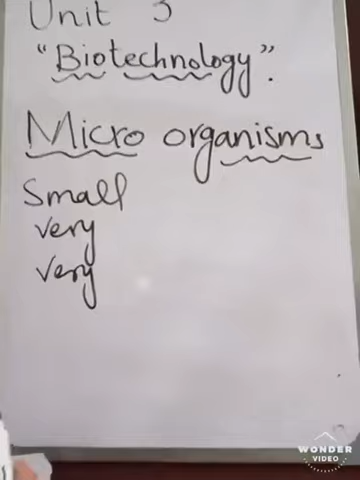 Unit 3
"Biotechnology".
Micro organisms
Small
very
very
WONDER
VIDEO